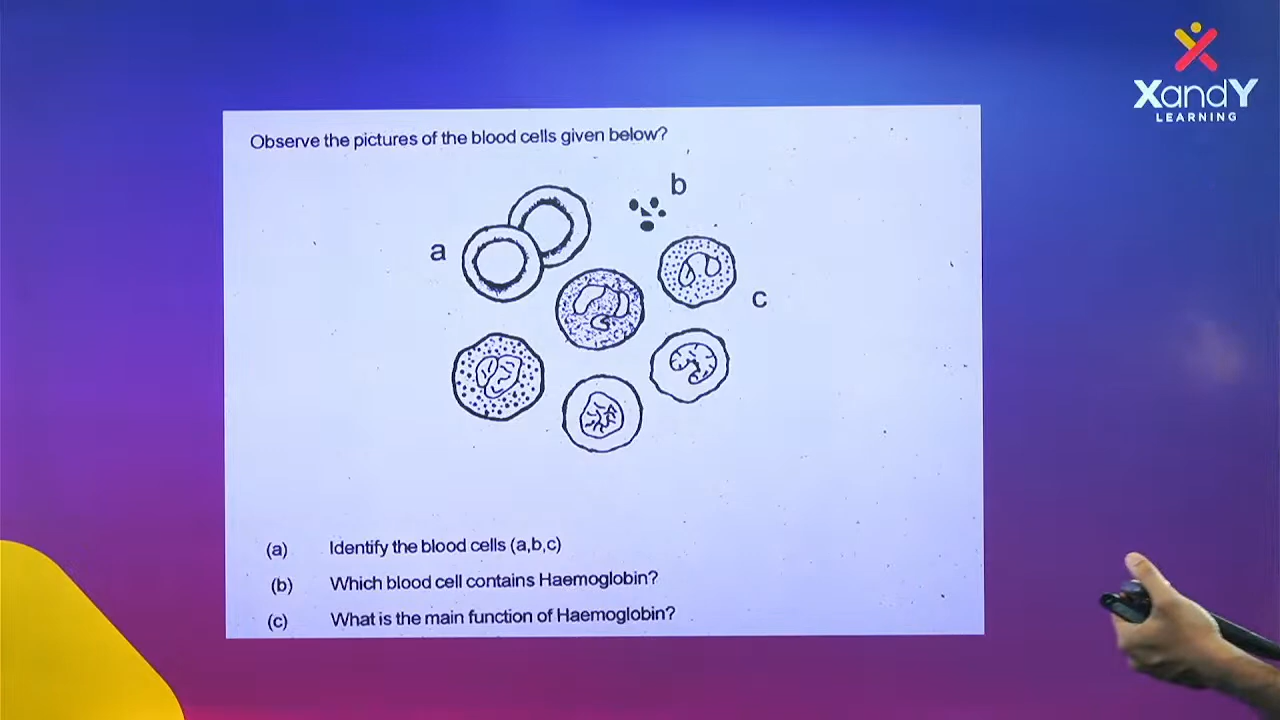 XandY
LEARNING
Observe the pictures of the blood cells given below?
b
a
c
(a) Identify the blood cells (a,b,c)
(b) Which blood cell contains Haemoglobin?
(c) What is the main function of Haemoglobin?